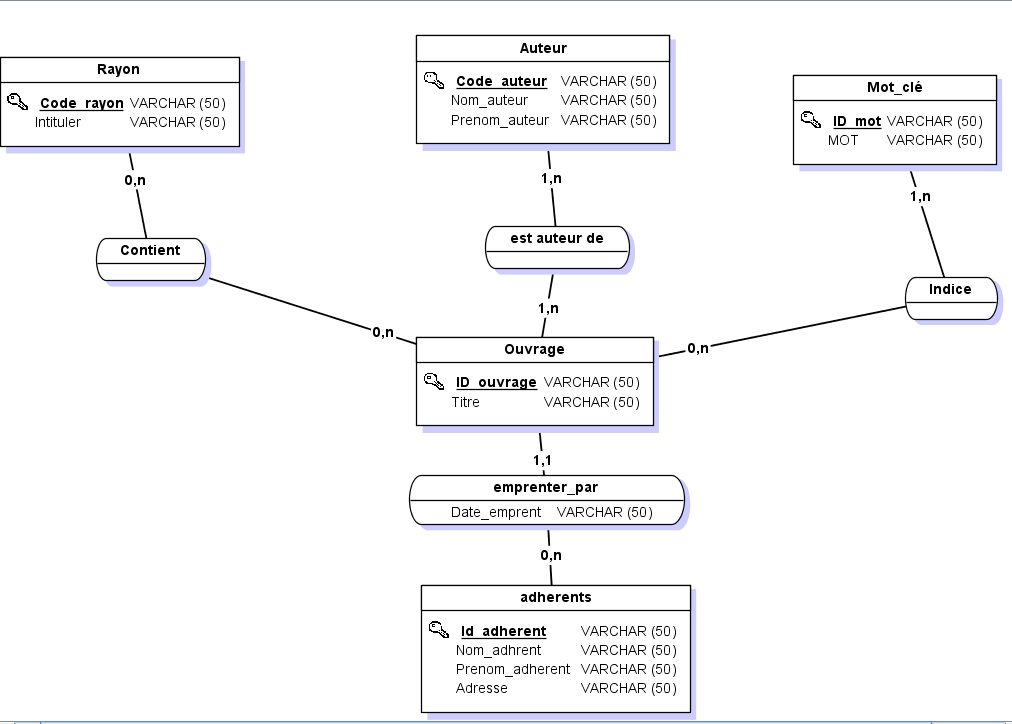 Rayon
Code_rayon VARCHAR (50)
Intituler VARCHAR (50)
Auteur
Code_auteur VARCHAR (50)
Nom_auteur VARCHAR (50)
Prenom_auteur VARCHAR (50)
Mot_clé
ID_mot VARCHAR (50)
MOT VARCHAR (50)
0,n
1,n
1,n
Contient
est auteur de
Indice
0,n
1,n
0,n
Ouvrage
ID_ouvrage VARCHAR (50)
Titre VARCHAR (50)
1,1
emprenter_par
Date_emprent VARCHAR (50)
0,n
adherents
Id_adherent VARCHAR (50)
Nom_adhrent VARCHAR (50)
Prenom_adherent VARCHAR (50)
Adresse VARCHAR (50)